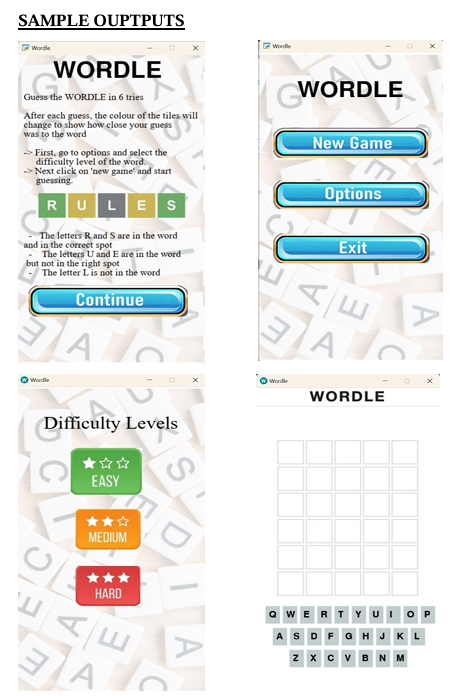 SAMPLE OUPTPUTS
Wordle
WORDLE
Guess the WORDLE in 6 tries
After each guess, the colour of the tiles will
change to show how close your guess
was to the word
-> First, go to options and select the
difficulty level of the word.
-> Next click on 'new game' and start
guessing.
R U L E S
- The letters R and S are in the word
and in the correct spot
- The letters U and E are in the word
but not in the right spot
- The letter L is not in the word
Continue
Wordle
WORDLE
New Game
Options
Exit
Wordle
Difficulty Levels
EASY
MEDIUM
HARD
Wordle
WORDLE
Q W E R T Y U I O P
A S D F G H J K L
Z X C V B N M